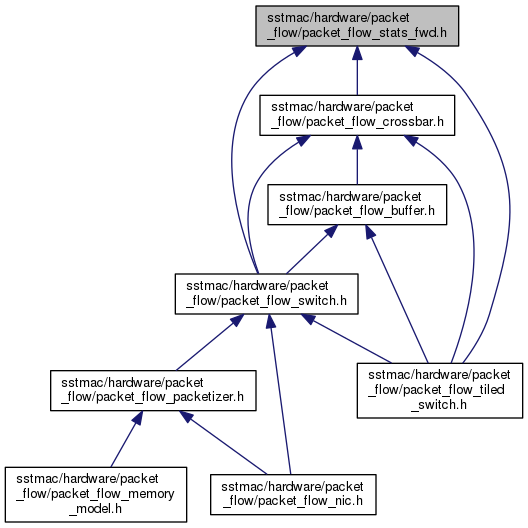 sstmac/hardware/packet
_flow/packet_flow_stats_fwd.h
sstmac/hardware/packet
_flow/packet_flow_crossbar.h
sstmac/hardware/packet
_flow/packet_flow_buffer.h
sstmac/hardware/packet
_flow/packet_flow_switch.h
sstmac/hardware/packet
_flow/packet_flow_packetizer.h
sstmac/hardware/packet
_flow/packet_flow_tiled
_switch.h
sstmac/hardware/packet
_flow/packet_flow_memory
_model.h
sstmac/hardware/packet
_flow/packet_flow_nic.h